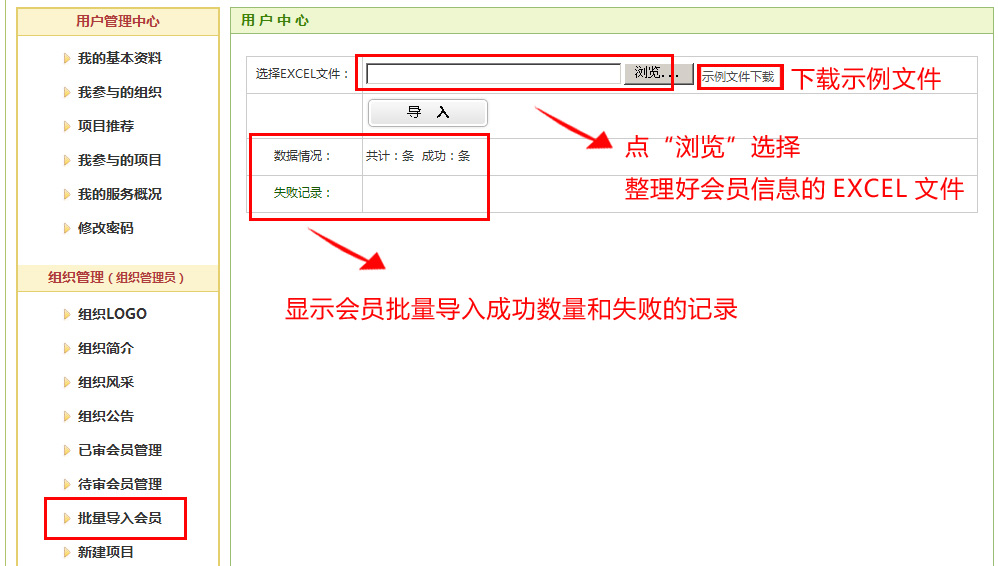 用户管理中心
我的基本资料
我参与的组织
项目推荐
我参与的项目
我的服务概况
修改密码
组织管理（组织管理员）
组织LOGO
组织简介
组织风采
组织公告
已审会员管理
待审会员管理
批量导入会员
新建项目
用户中心
选择EXCEL文件：
浏览...
示例文件下载
下载示例文件
导 入
点“浏览”选择
整理好会员信息的 EXCEL 文件
数据情况：
共计：条 成功：条
失败记录：
显示会员批量导入成功数量和失败的记录